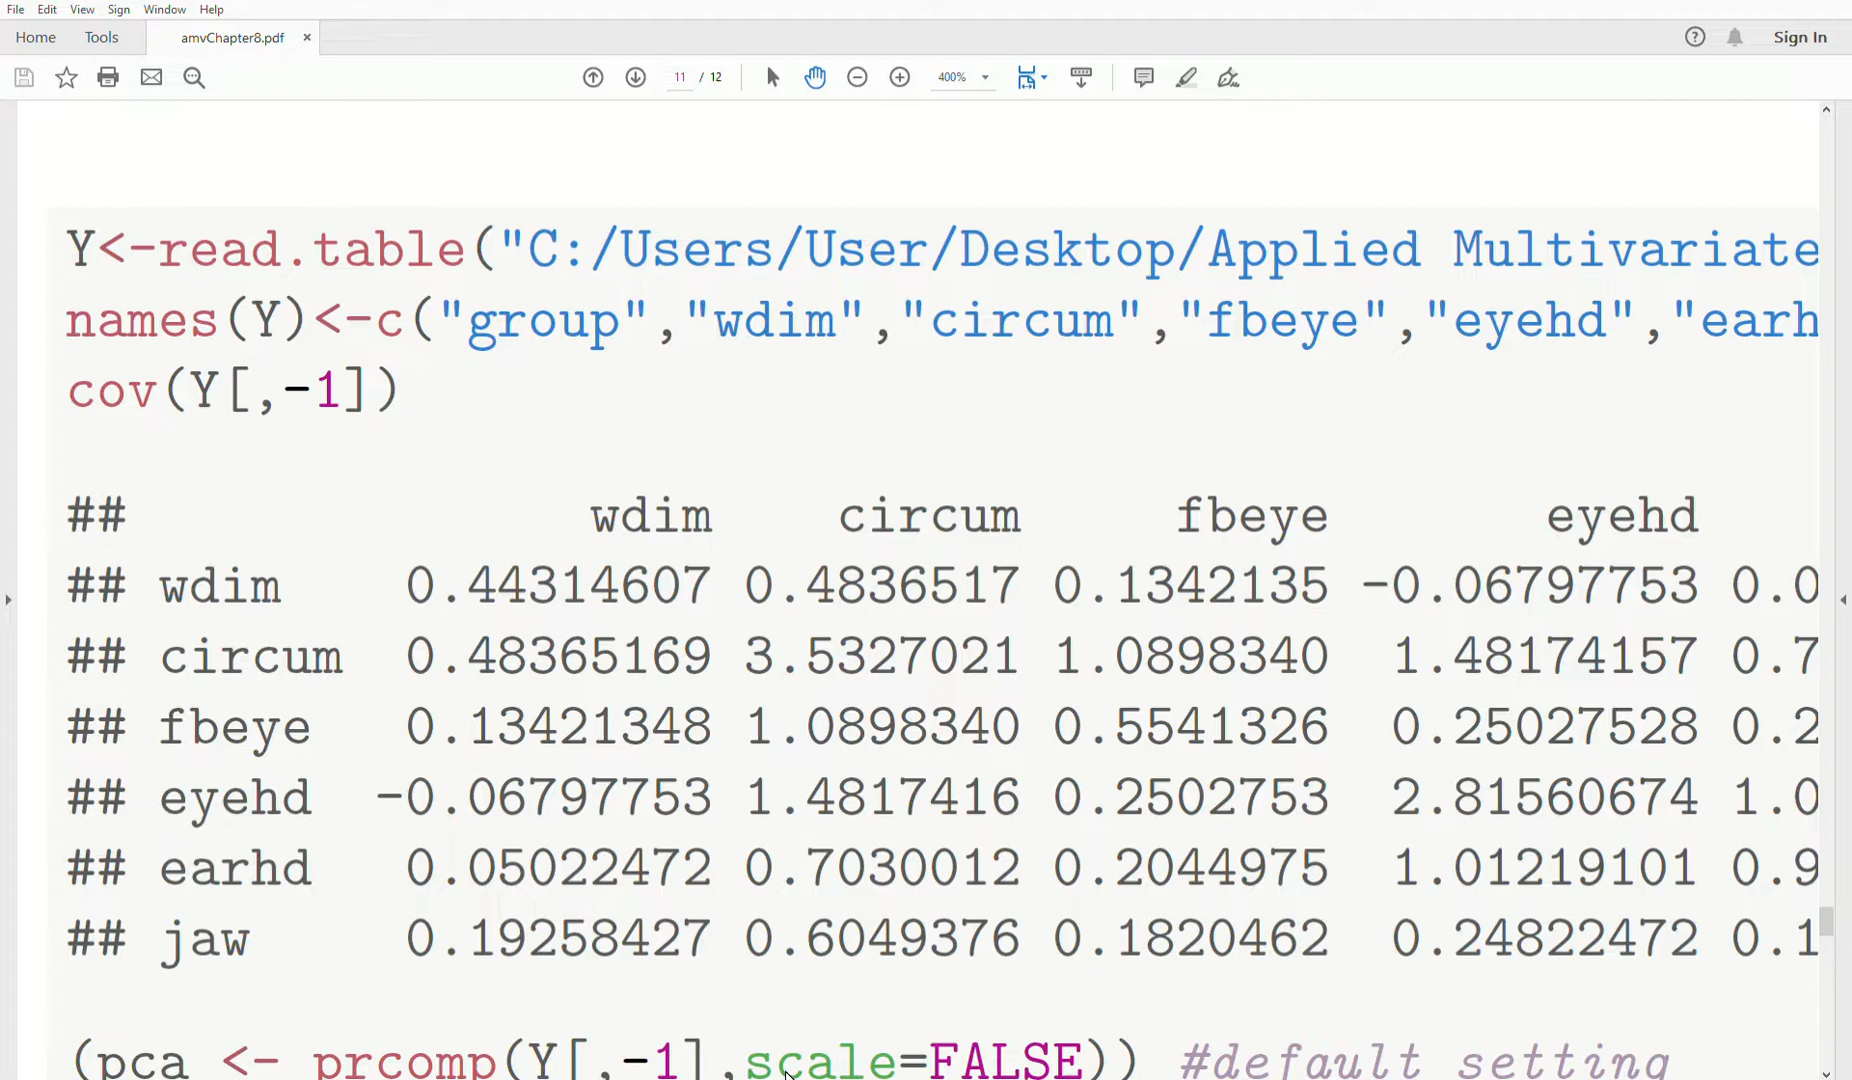 File Edit View Sign Window Help
Home Tools amvChapter8.pdf × Sign In
11 / 12 400%
Y<-read.table("C:/Users/User/Desktop/Applied Multivariate
names(Y)<-c("group","wdim","circum","fbeye","eyehd","earh
cov(Y[,-1])
## wdim circum fbeye eyehd
## wdim 0.44314607 0.4836517 0.1342135 -0.06797753 0.0
## circum 0.48365169 3.5327021 1.0898340 1.48174157 0.7
## fbeye 0.13421348 1.0898340 0.5541326 0.25027528 0.2
## eyehd -0.06797753 1.4817416 0.2502753 2.81560674 1.0
## earhd 0.05022472 0.7030012 0.2044975 1.01219101 0.9
## jaw 0.19258427 0.6049376 0.1820462 0.24822472 0.1
(pca <- prcomp(Y[,-1],scale=FALSE)) #default setting